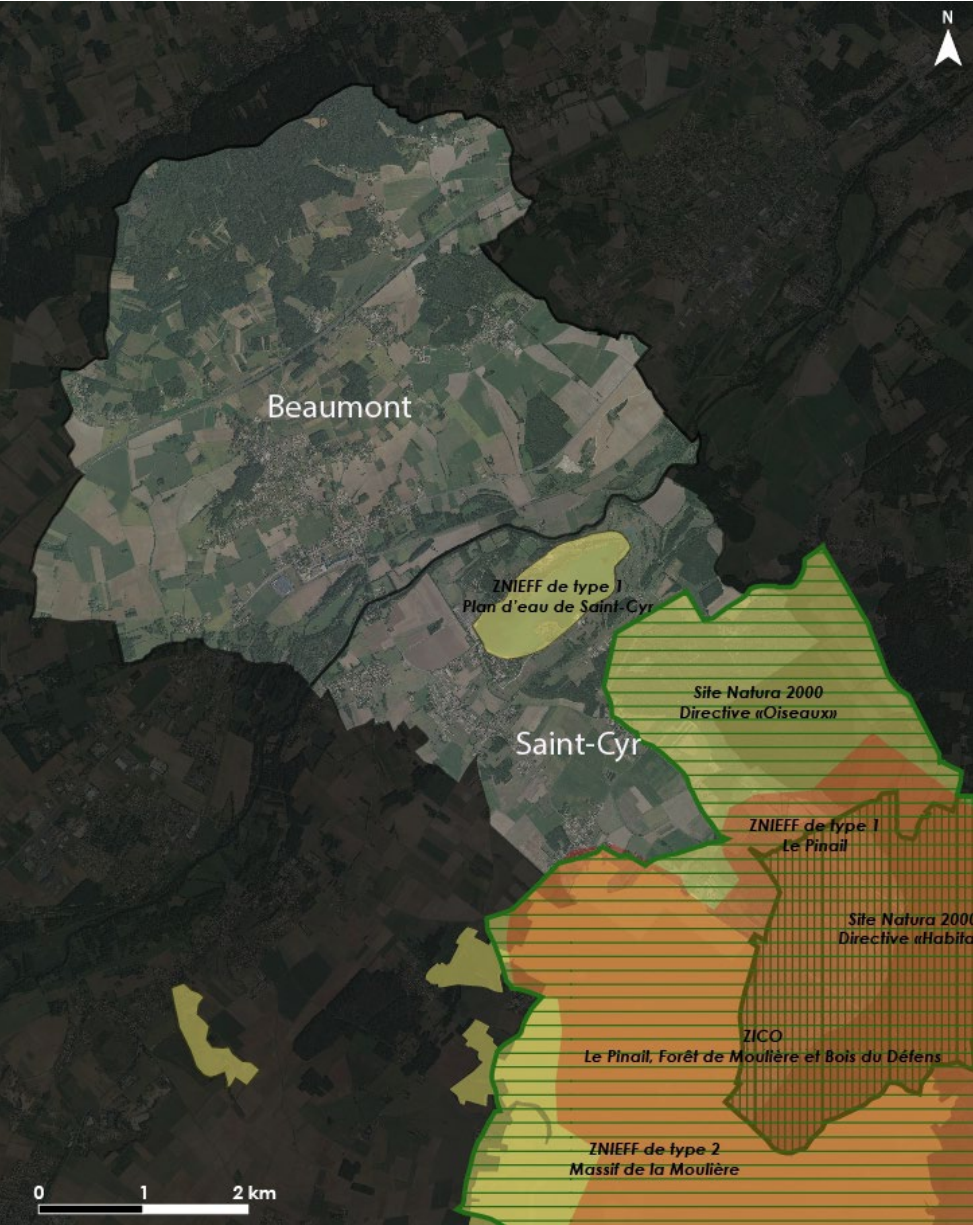 N
Beaumont
ZNIEFF de type 1
Plan d'eau de Saint-Cyr
Site Natura 2000
Directive «Oiseaux»
Saint-Cyr
ZNIEFF de type 1
Le Pinail
Site Natura 2000
Directive «Habita
ZICO
Le Pinail, Forêt de Moulière et Bois du Défens
ZNIEFF de type 2
Massif de la Moulière
0 1 2 km